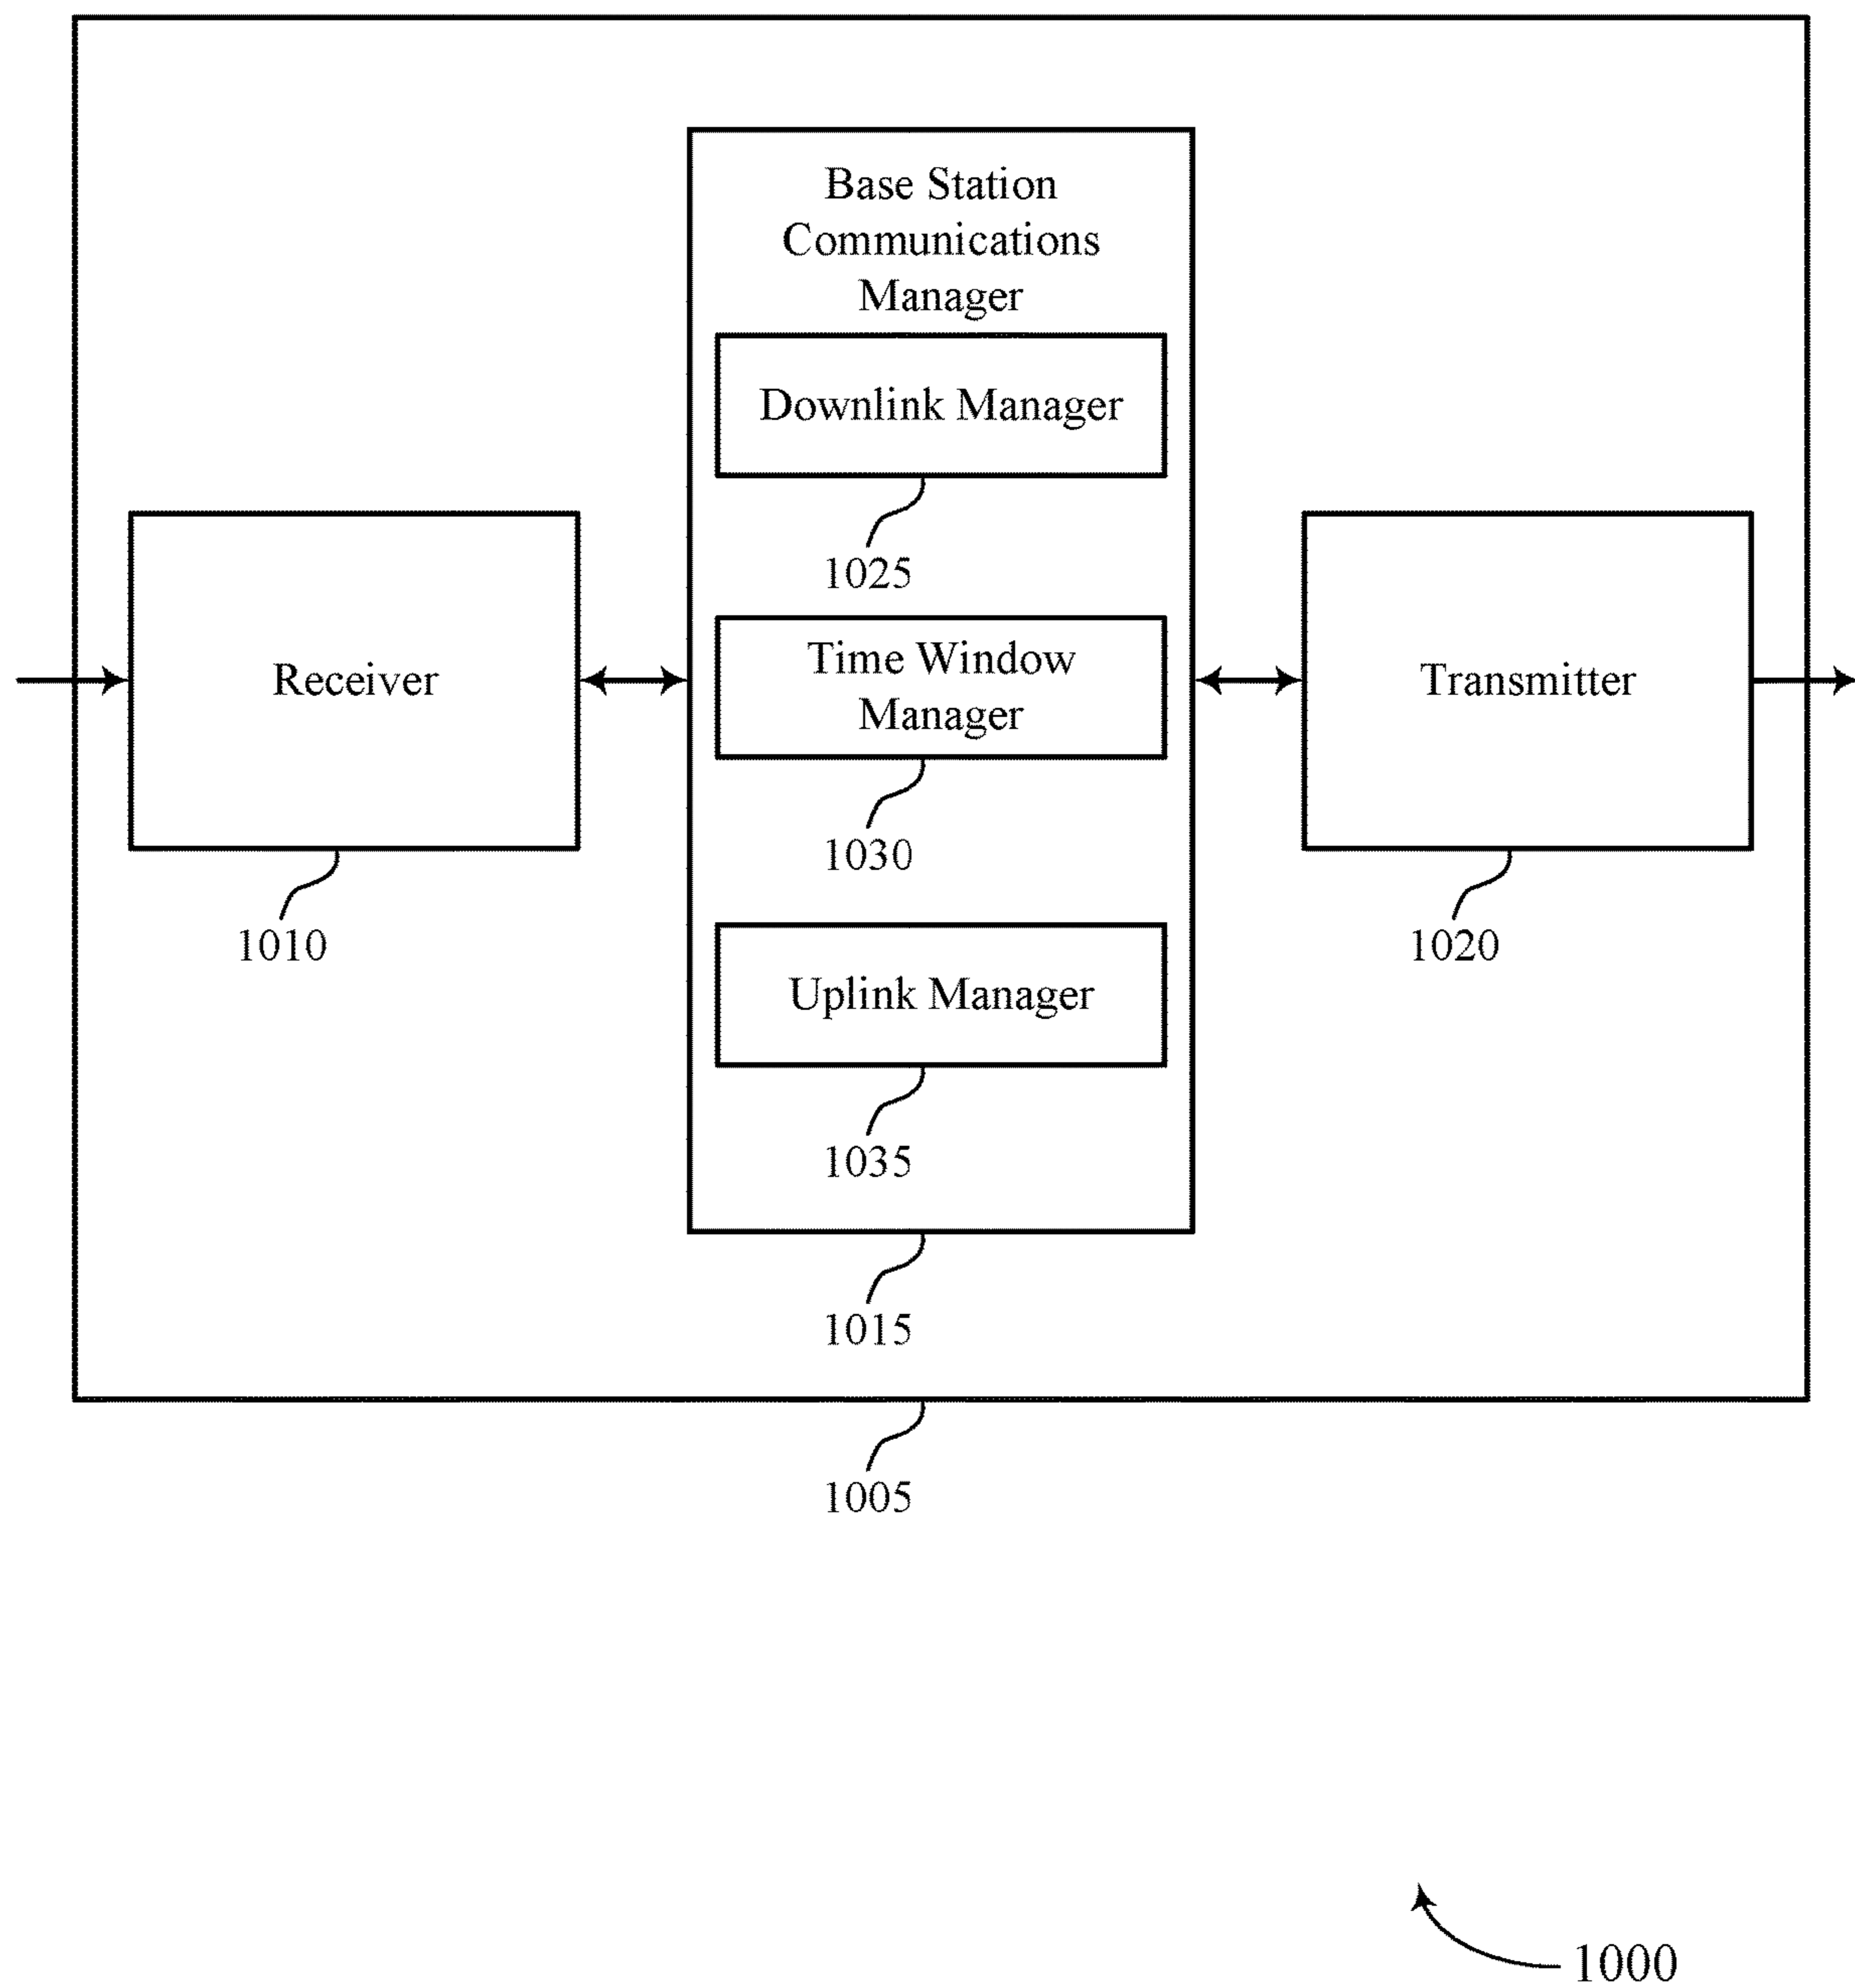 Base Station
Communications
Manager
Downlink Manager
1025
Receiver
Time Window
Manager
Transmitter
1030
1010
1020
Uplink Manager
1035
1015
1005
1000